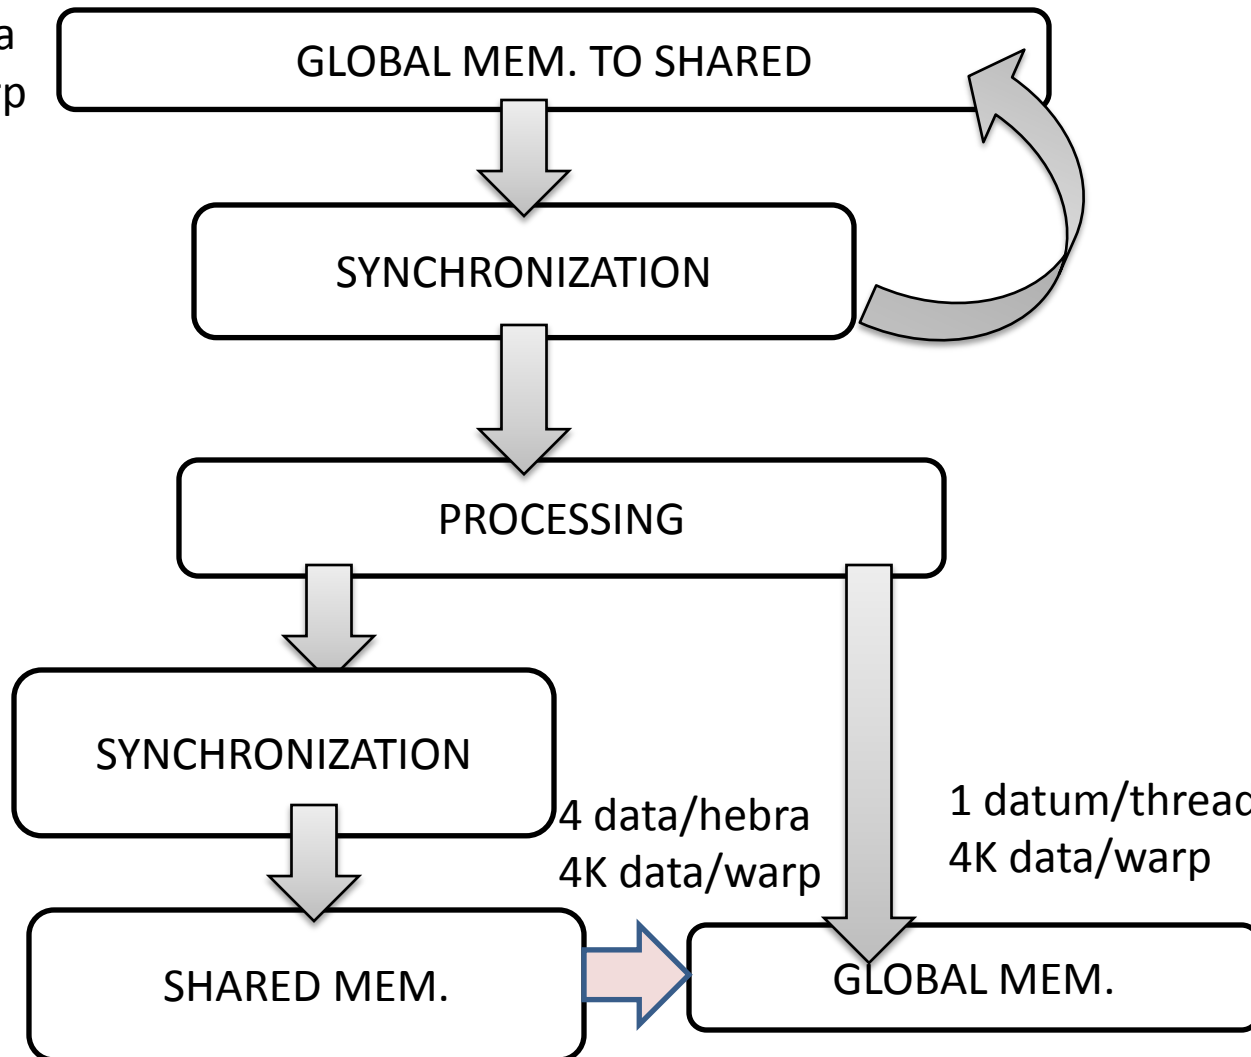 GLOBAL MEM. TO SHARED
SYNCHRONIZATION
PROCESSING
SYNCHRONIZATION
4 data/hebra
4K data/warp
1 datum/thread
4K data/warp
SHARED MEM.
GLOBAL MEM.